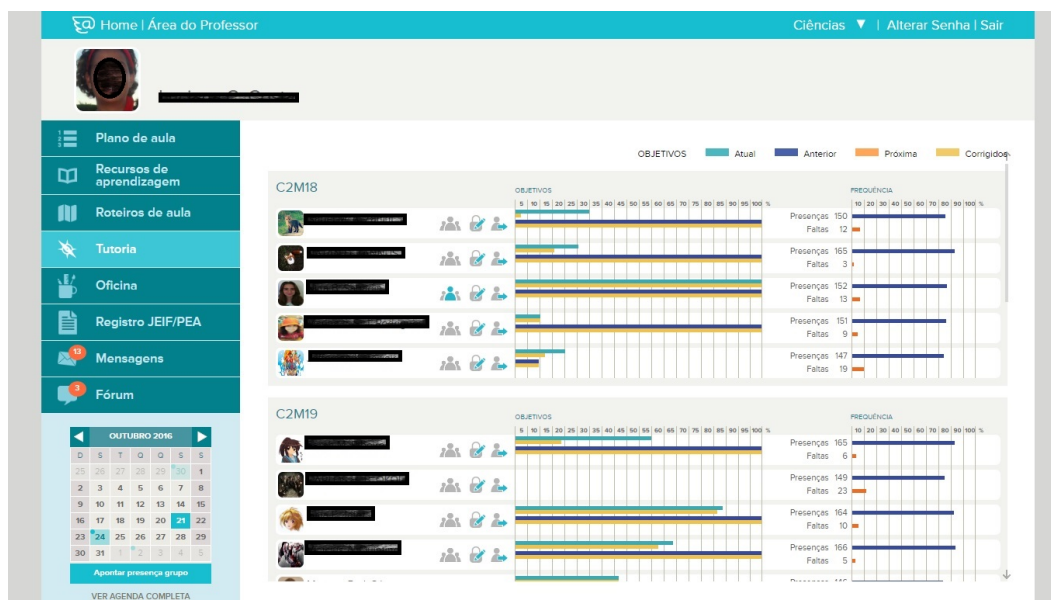 Home | Área do Professor
Ciências ▼ | Alterar Senha | Sair
Plano de aula
Recursos de
aprendizagem
Roteiros de aula
Tutoria
Oficina
Registro JEIF/PEA
13
Mensagens
3
Fórum
OUTUBRO 2016
D S T Q Q S S
25 26 27 28 29 30 1
2 3 4 5 6 7 8
9 10 11 12 13 14 15
16 17 18 19 20 21 22
23 24 25 26 27 28 29
30 31 1 2 3 4 5
Apontar presença grupo
VER AGENDA COMPLETA
OBJETIVOS Atual Anterior Próxima Corrigidos
C2M18
OBJETIVOS
FREQUÊNCIA
5 10 15 20 25 30 35 40 45 50 55 60 65 70 75 80 85 90 95 100 %
10 20 30 40 50 60 70 80 90 100 %
Presenças 150
Faltas 12
Presenças 165
Faltas 3
Presenças 152
Faltas 13
Presenças 151
Faltas 9
Presenças 147
Faltas 19
C2M19
OBJETIVOS
FREQUÊNCIA
5 10 15 20 25 30 35 40 45 50 55 60 65 70 75 80 85 90 95 100 %
10 20 30 40 50 60 70 80 90 100 %
Presenças 165
Faltas 6
Presenças 149
Faltas 23
Presenças 164
Faltas 10
Presenças 166
Faltas 5